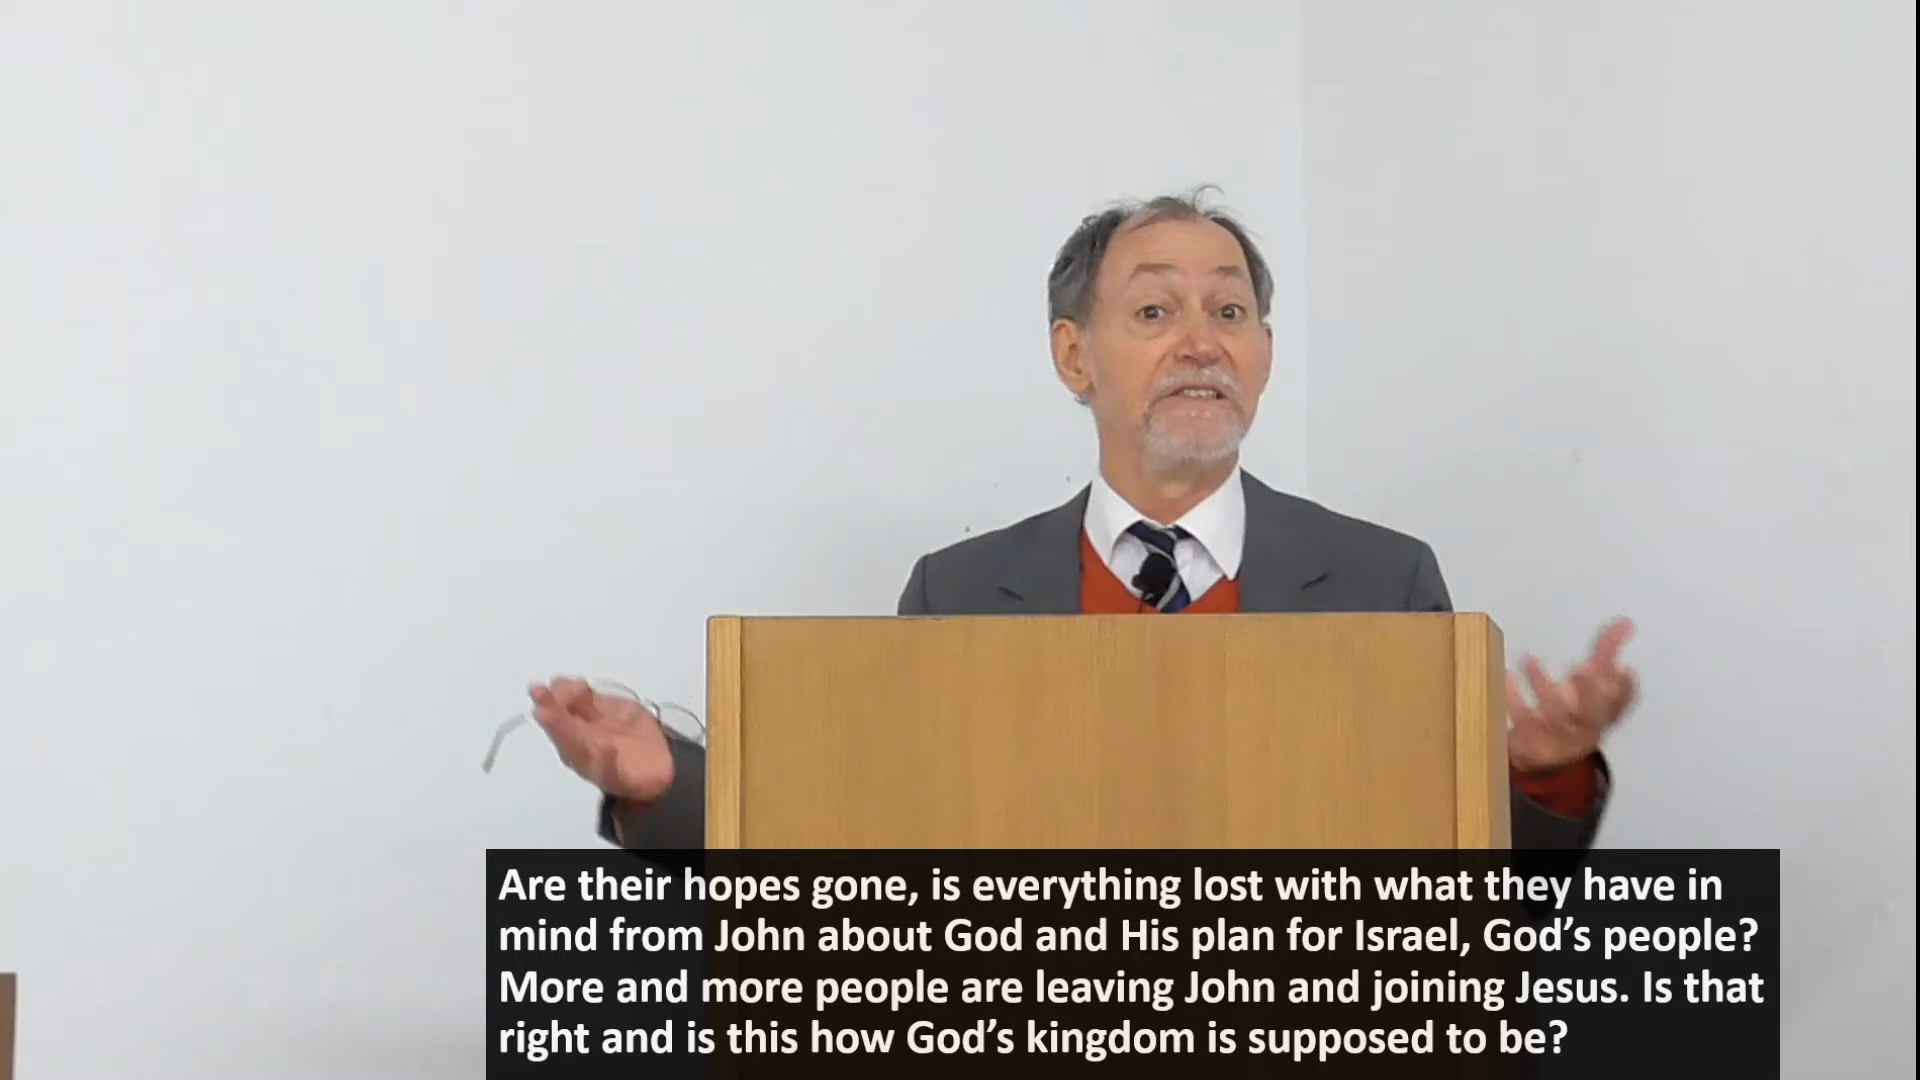 Are their hopes gone, is everything lost with what they have in
mind from John about God and His plan for Israel, God’s people?
More and more people are leaving John and joining Jesus. Is that
right and is this how God’s kingdom is supposed to be?